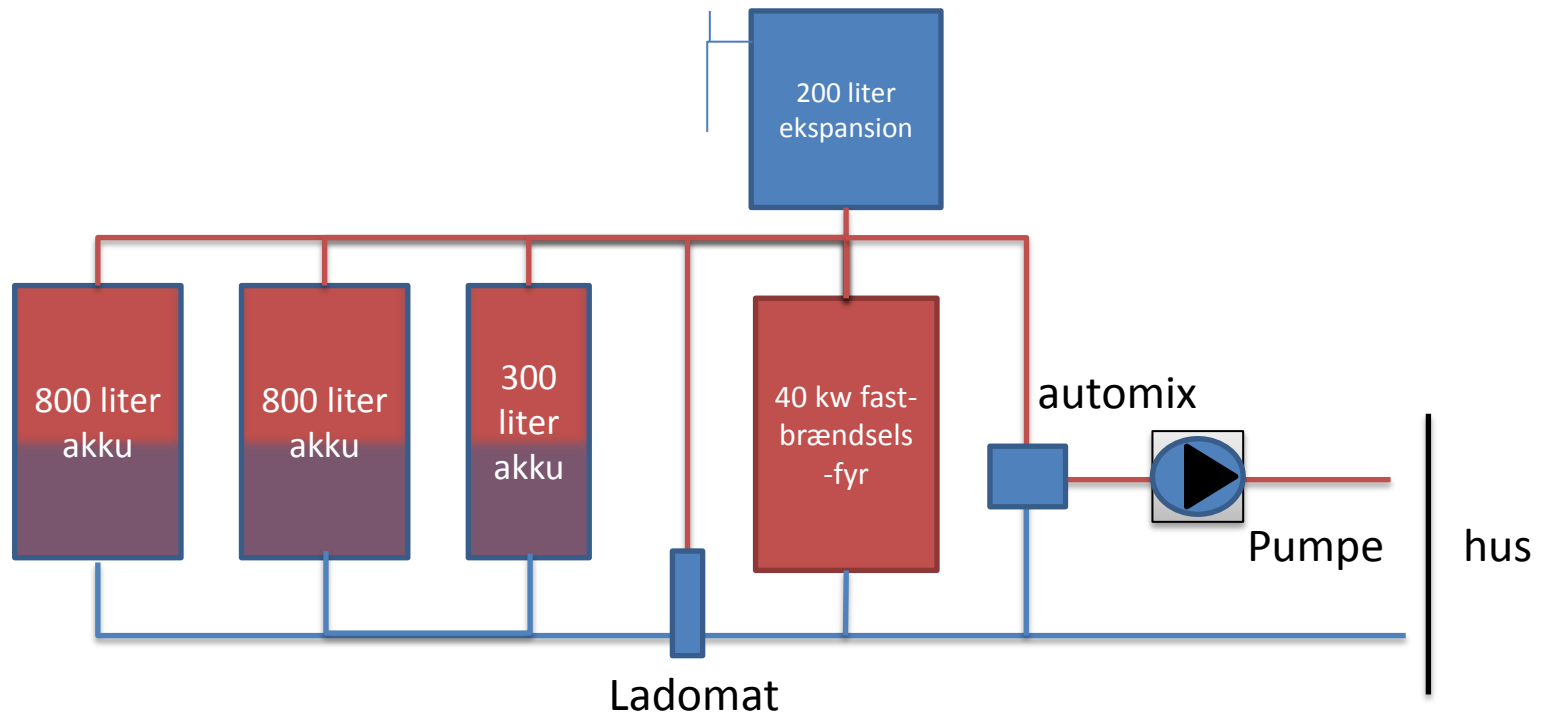 200 liter
ekspansion
800 liter
akku
800 liter
akku
300
liter
akku
40 kw fast-
brændsels
-fyr
automix
Pumpe
hus
Ladomat